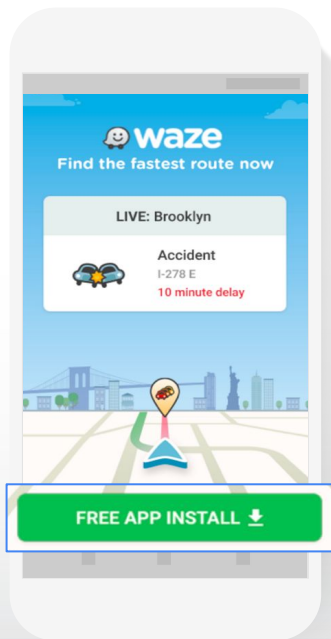 waze
Find the fastest route now
LIVE: Brooklyn
Accident
I-278 E
10 minute delay
FREE APP INSTALL